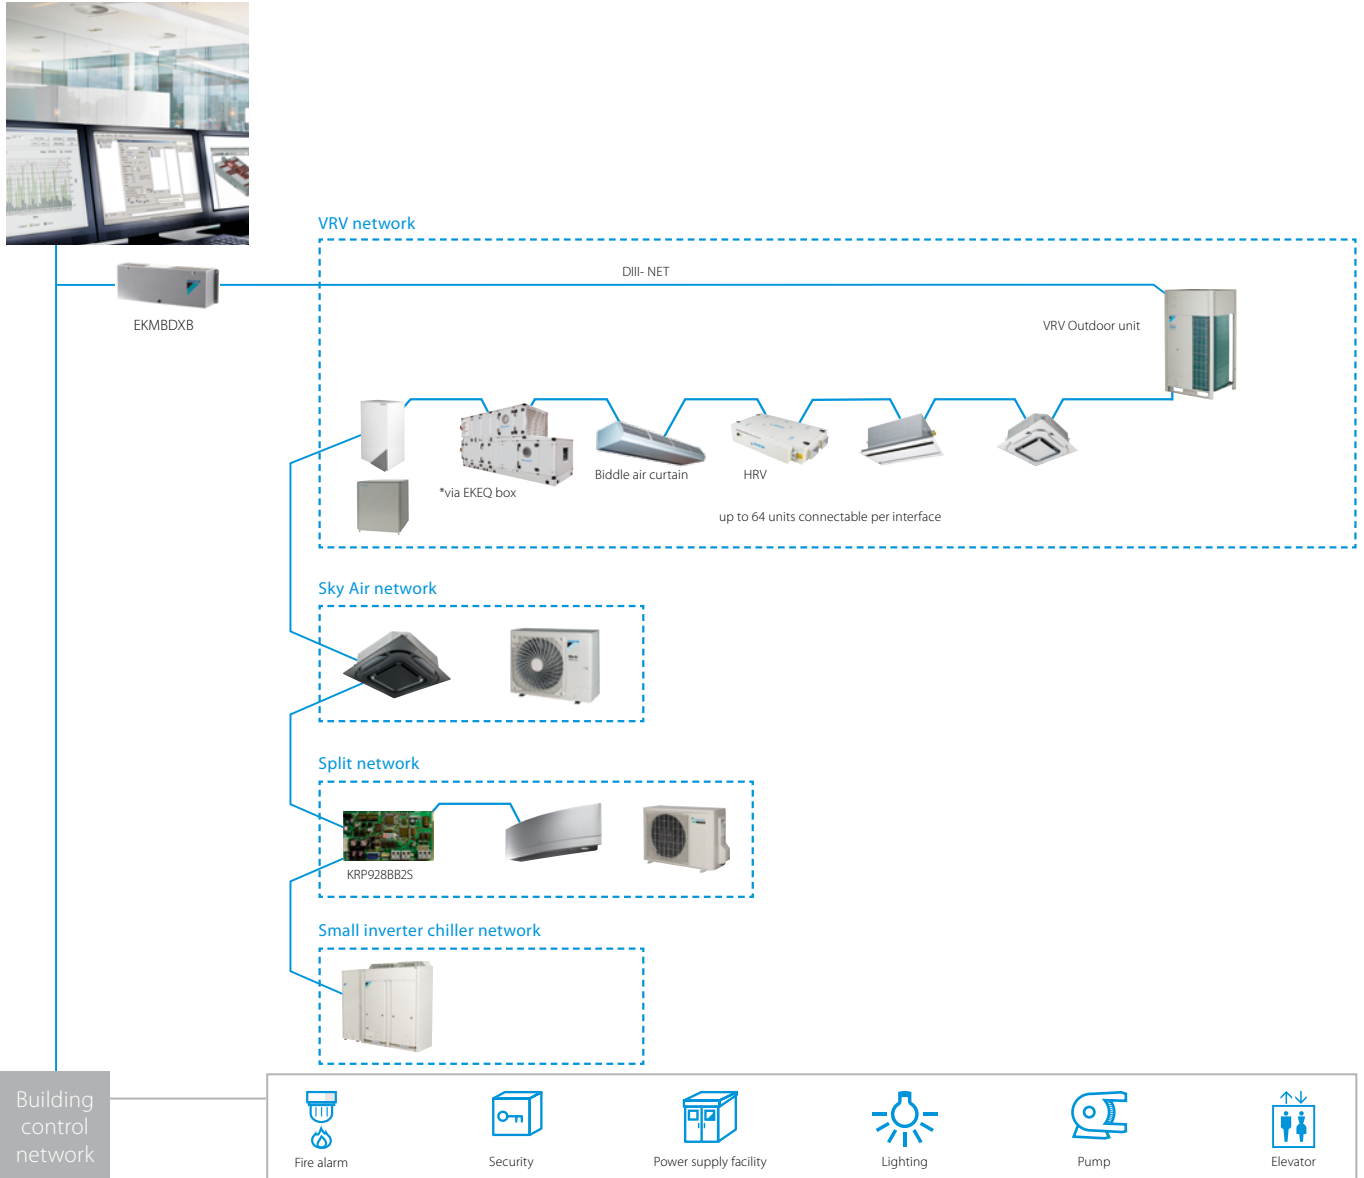 VRV network
DIII- NET
EKMBDXB
VRV Outdoor unit
Biddle air curtain
HRV
*via EKEQ box
up to 64 units connectable per interface
Sky Air network
Split network
KRP928BB2S
Small inverter chiller network
Building
control
network
Fire alarm
Security
Power supply facility
Lighting
Pump
Elevator